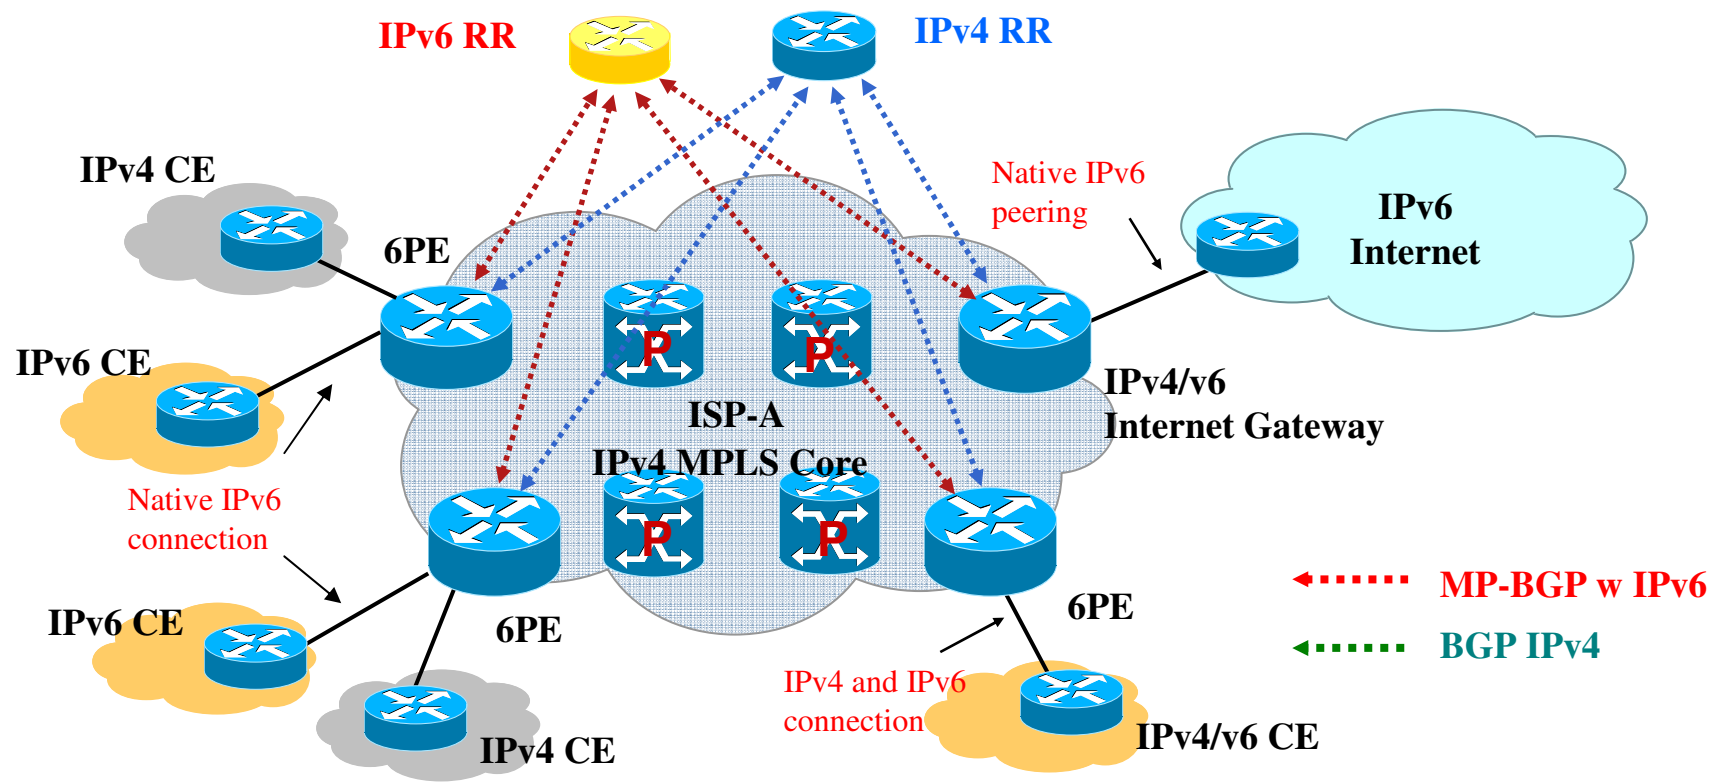 IPv6 RR
IPv4 RR
IPv4 CE
Native IPv6
peering
IPv6
Internet
6PE
IPv6 CE
P
P
IPv4/v6
Internet Gateway
ISP-A
IPv4 MPLS Core
Native IPv6
connection
P
P
MP-BGP w IPv6
BGP IPv4
IPv6 CE
6PE
6PE
IPv4 and IPv6
connection
IPv4 CE
IPv4/v6 CE